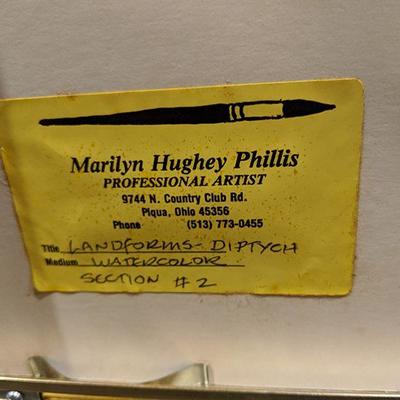 Marilyn Hughey Phillis
PROFESSIONAL ARTIST
9744 N. Country Club Rd.
Piqua, Ohio 45356
Phone (513) 773-0455
Title LANDFORMS- DIPTYCH
Medium WATERCOLOR
SECTION #2